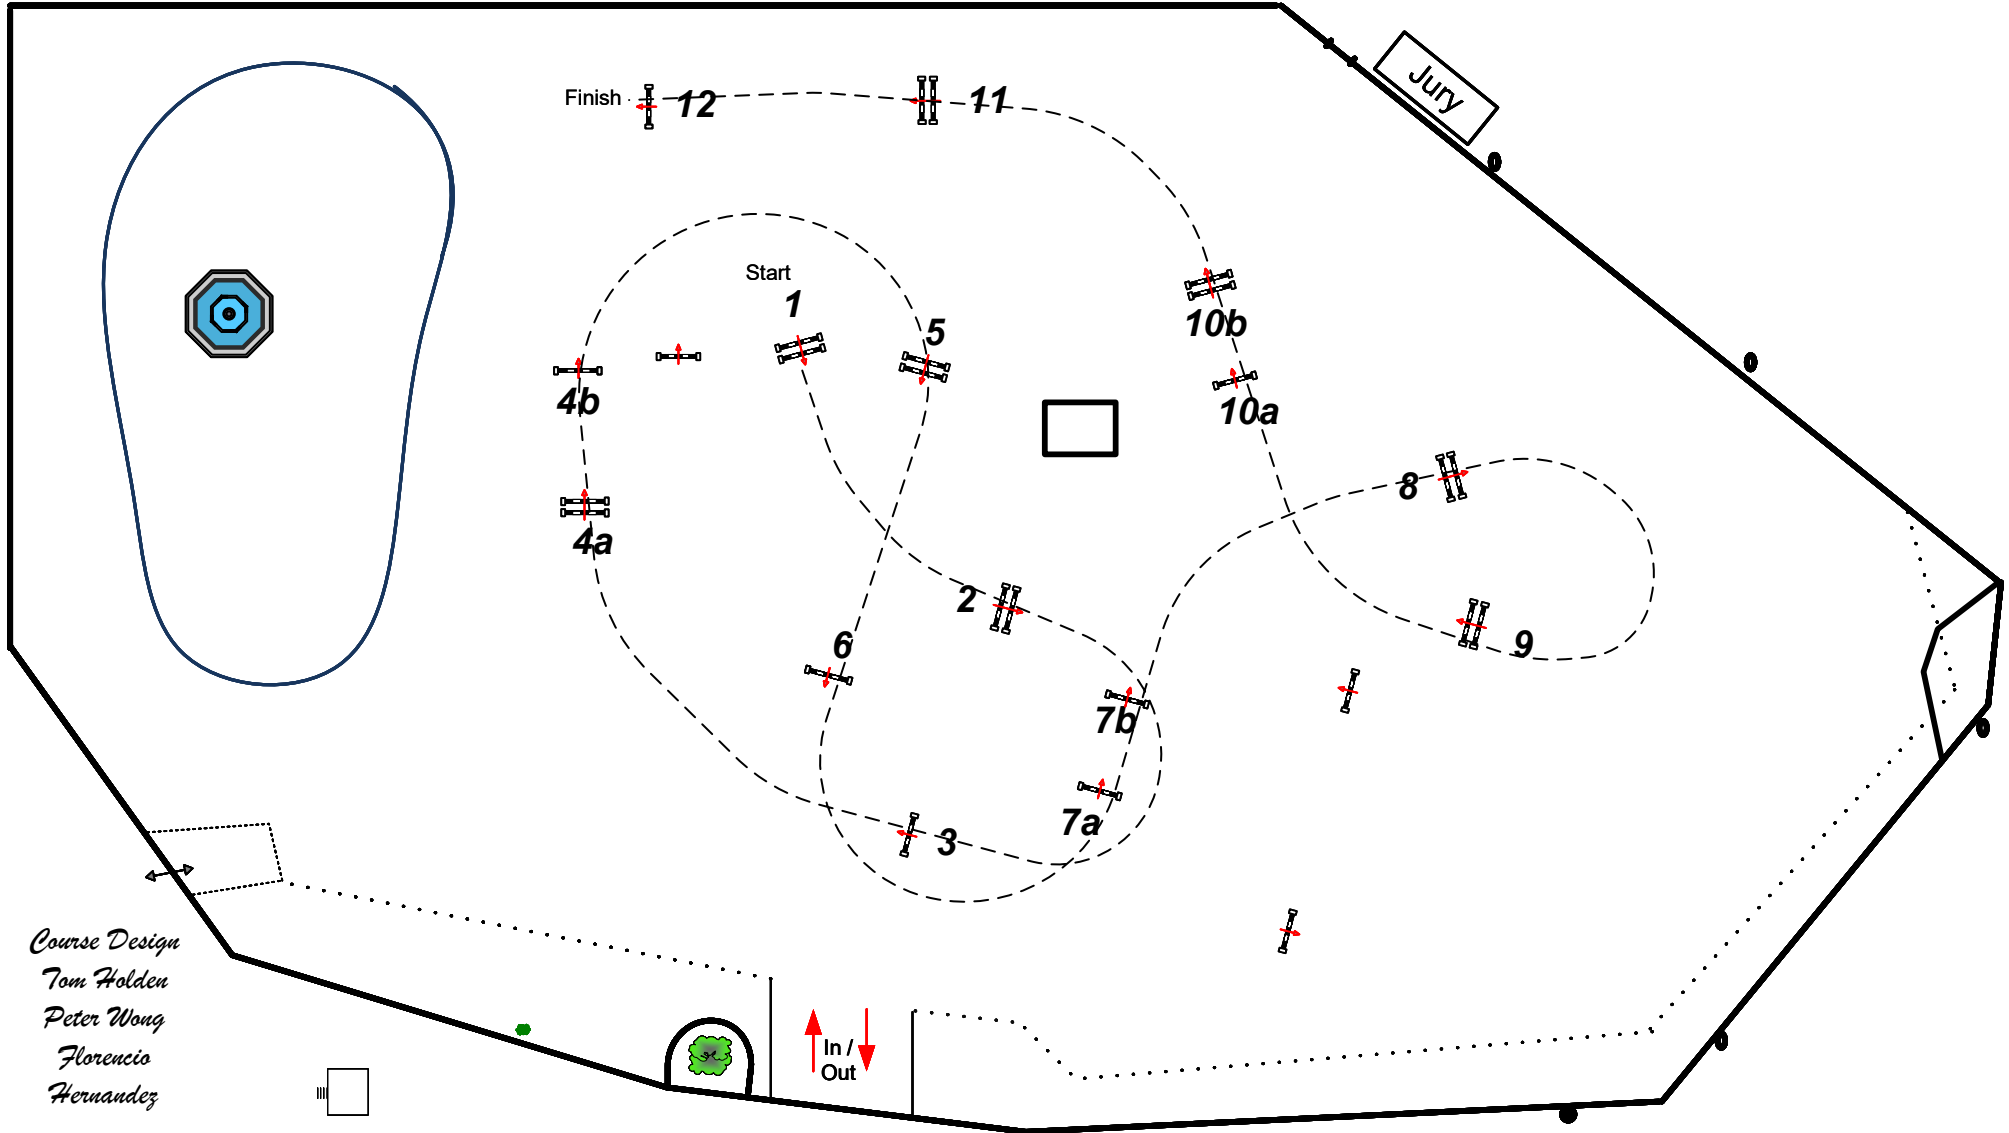 Jury
Finish
12
11
Start
1
5
10b
4b
10a
8
4a
2
6
9
7b
7a
3
Course Design
Tom Holden
Peter Wong
Florencio
Hernandez
In /
Out